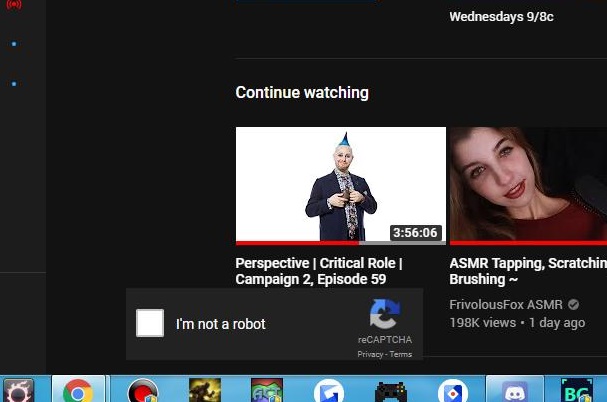 Wednesdays 9/8c
Continue watching
3:56:06
Perspective | Critical Role |
Campaign 2, Episode 59
ASMR Tapping, Scratchin
Brushing ~
FrivolousFox ASMR
198K views • 1 day ago
I'm not a robot
reCAPTCHA
Privacy - Terms
BG